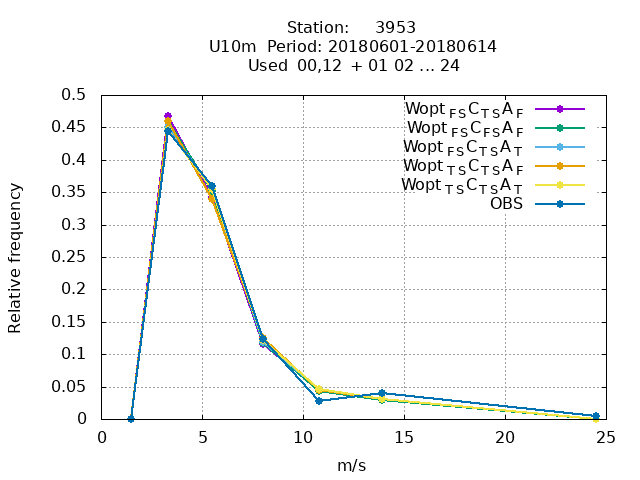 Station: 3953
U10m Period: 20180601-20180614
Used 00,12 + 01 02 ... 24
0.5
0.45
0.4
0.35
0.3
0.25
0.2
0.15
0.1
0.05
0
Relative frequency
Wopt FS C TS A F
Wopt FS C FS A F
Wopt FS C TS A T
Wopt TS C TS A F
Wopt TS C TS A T
OBS
0 5 10 15 20 25
m/s